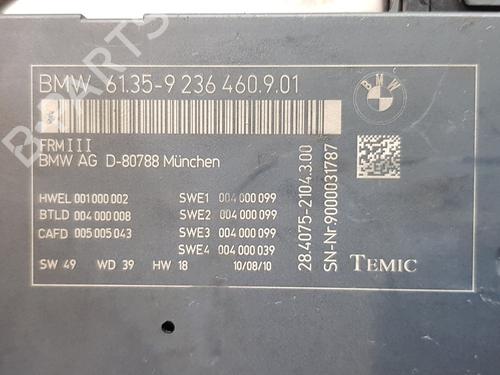 BMW 61.35-9 236 460.9.01
BMW
FRM III
BMW AG D-80788 München
HWEL 001 000 002
BTLD 004 000 008
CAFD 005 005 043
SWE1 004 000 099
SWE2 004 000 099
SWE3 004 000 099
SWE4 004 000 039
SW 49 WD 39 HW 18 10/08/10
28.4075-2104.3.00
SN-Nr9000031787
TEMIC